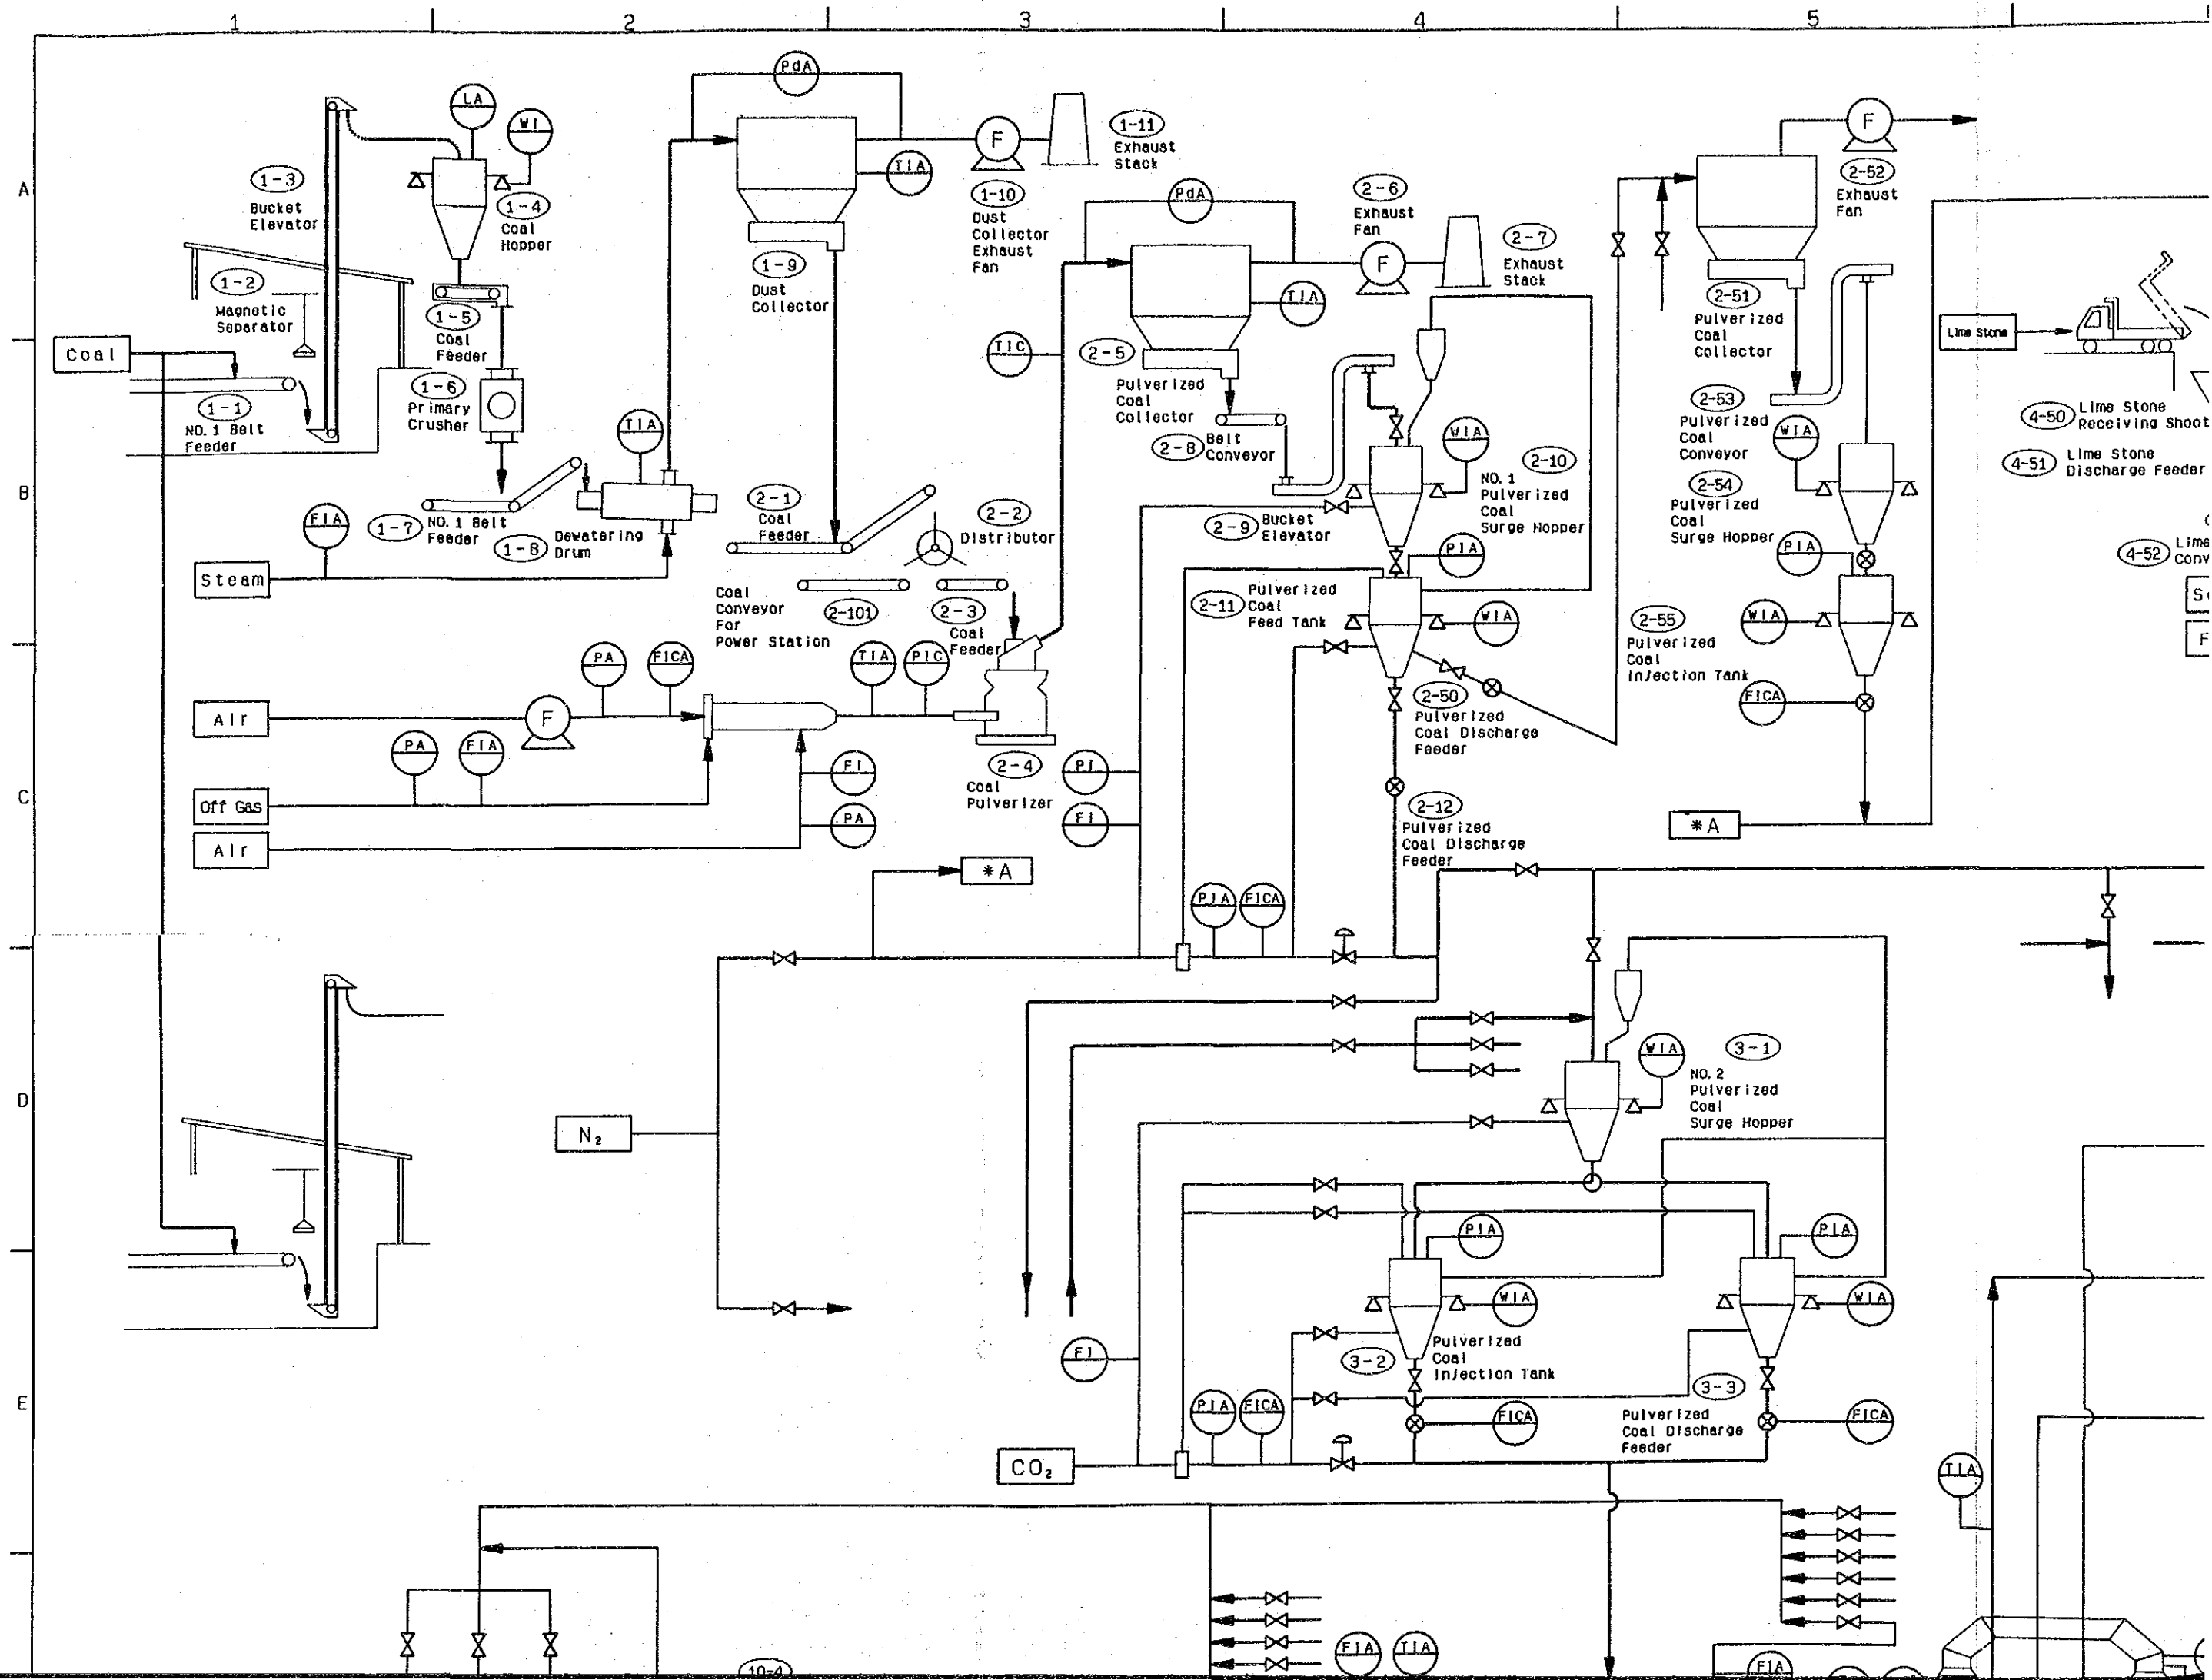 1
2
3
4
5
A
B
C
D
E
PdA
LA
WI
F
1-11
Exhaust
Stack
TIA
1-3
Bucket
Elevator
1-4
Coal
Hopper
1-10
Dust
Collector
Exhaust
Fan
1-9
Dust
Collector
1-2
Magnetic
Separator
1-5
Coal
Feeder
Coal
1-1
NO.1 Belt
Feeder
1-6
Primary
Crusher
TIA
FIA
1-7
NO.1 Belt
Feeder
1-8
Dewatering
Drum
Steam
2-1
Coal
Feeder
2-2
Distributor
Coal
Conveyor
For
Power Station
2-101
2-3
Coal
Feeder
PdA
2-6
Exhaust
Fan
F
2-7
Exhaust
Stack
TIA
TIC
2-5
Pulverized
Coal
Collector
2-8
Belt
Conveyor
WIA
2-10
NO.1
Pulverized
Coal
Surge Hopper
2-9
Bucket
Elevator
PIA
2-11
Pulverized
Coal
Feed Tank
WIA
2-50
Pulverized
Coal Discharge
Feeder
2-12
Pulverized
Coal Discharge
Feeder
F
2-52
Exhaust
Fan
2-51
Pulverized
Coal
Collector
2-53
Pulverized
Coal
Conveyor
WIA
2-54
Pulverized
Coal
Surge Hopper
PIA
WIA
2-55
Pulverized
Coal
Injection Tank
FICA
*A
Lime Stone
4-50
Lime Stone
Receiving Shoot
4-51
Lime Stone
Discharge Feeder
4-52
Lime
Conv
S
F
PA
FICA
TIA
PIC
Air
F
PA
FIA
Off Gas
Air
FI
PA
2-4
Coal
Pulverizer
PI
FI
*A
PIA
FICA
N₂
WIA
3-1
NO.2
Pulverized
Coal
Surge Hopper
PIA
PIA
WIA
WIA
FI
3-2
Pulverized
Coal
Injection Tank
3-3
Pulverized
Coal Discharge
Feeder
PIA
FICA
FICA
FICA
CO₂
TIA
FIA
TIA
FIA
10-4